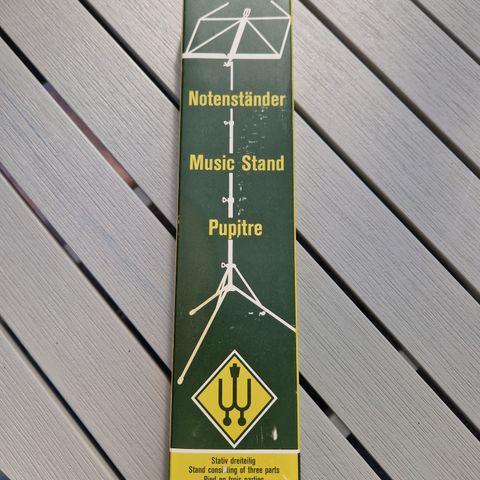 Notenständer
Music Stand
Pupitre
Stativ dreiteilig
Stand consisting of three parts
Pied en trois parties